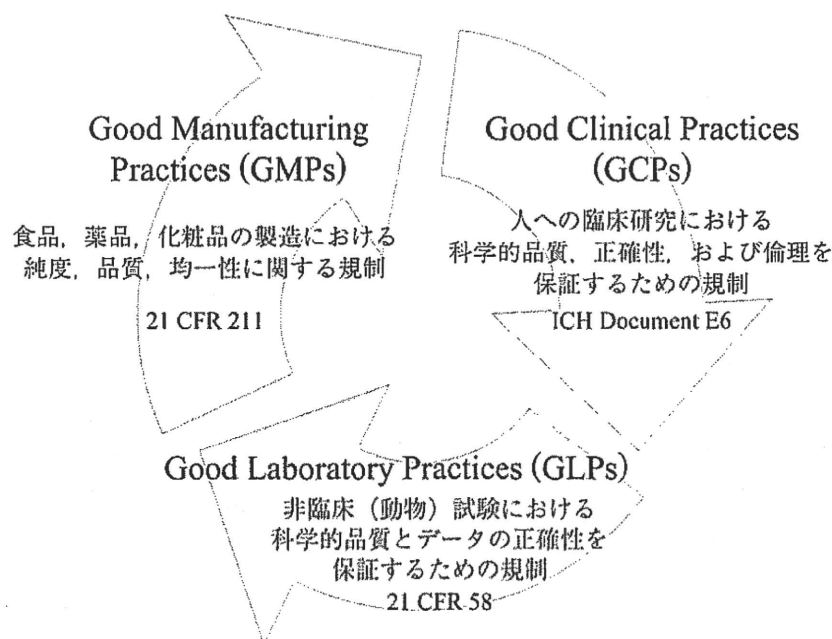 Good Manufacturing
Practices (GMPs)
食品，薬品，化粧品の製造における
純度，品質，均一性に関する規制
21 CFR 211
Good Clinical Practices
(GCPs)
人への臨床研究における
科学的品質，正確性，および倫理を
保証するための規制
ICH Document E6
Good Laboratory Practices (GLPs)
非臨床（動物）試験における
科学的品質とデータの正確性を
保証するための規制
21 CFR 58